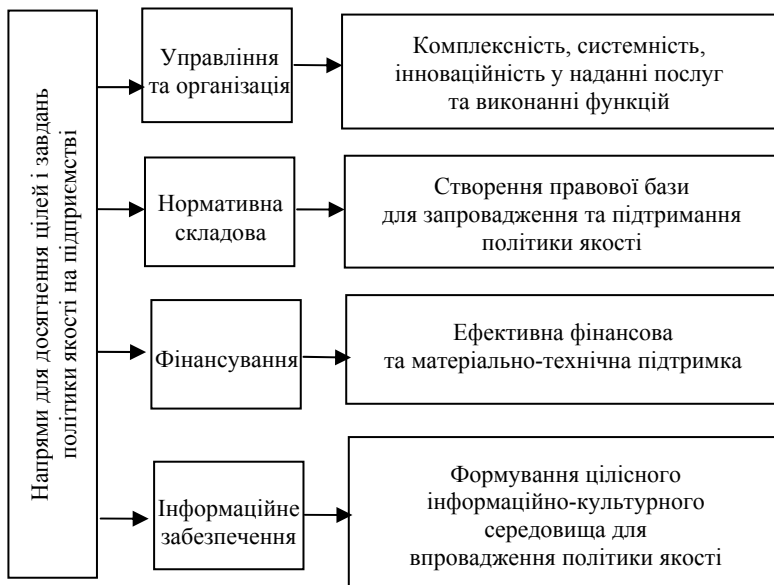 Напрями для досягнення цілей і завдань
політики якості на підприємстві
Управління
та організація
Комплексність, системність,
інноваційність у наданні послуг
та виконанні функцій
Нормативна
складова
Створення правової бази
для запровадження та підтримання
політики якості
Фінансування
Ефективна фінансова
та матеріально-технічна підтримка
Інформаційне
забезпечення
Формування цілісного
інформаційно-культурного
середовища для
впровадження політики якості